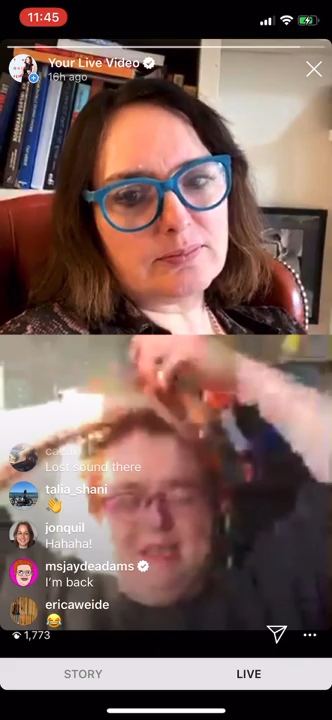 11:45
Your Live Video
16h ago
Lost sound there
talia_shani
👋
jonquil
Hahaha!
msjaydeadams
I'm back
ericaweide
😂
1,773
STORY
LIVE